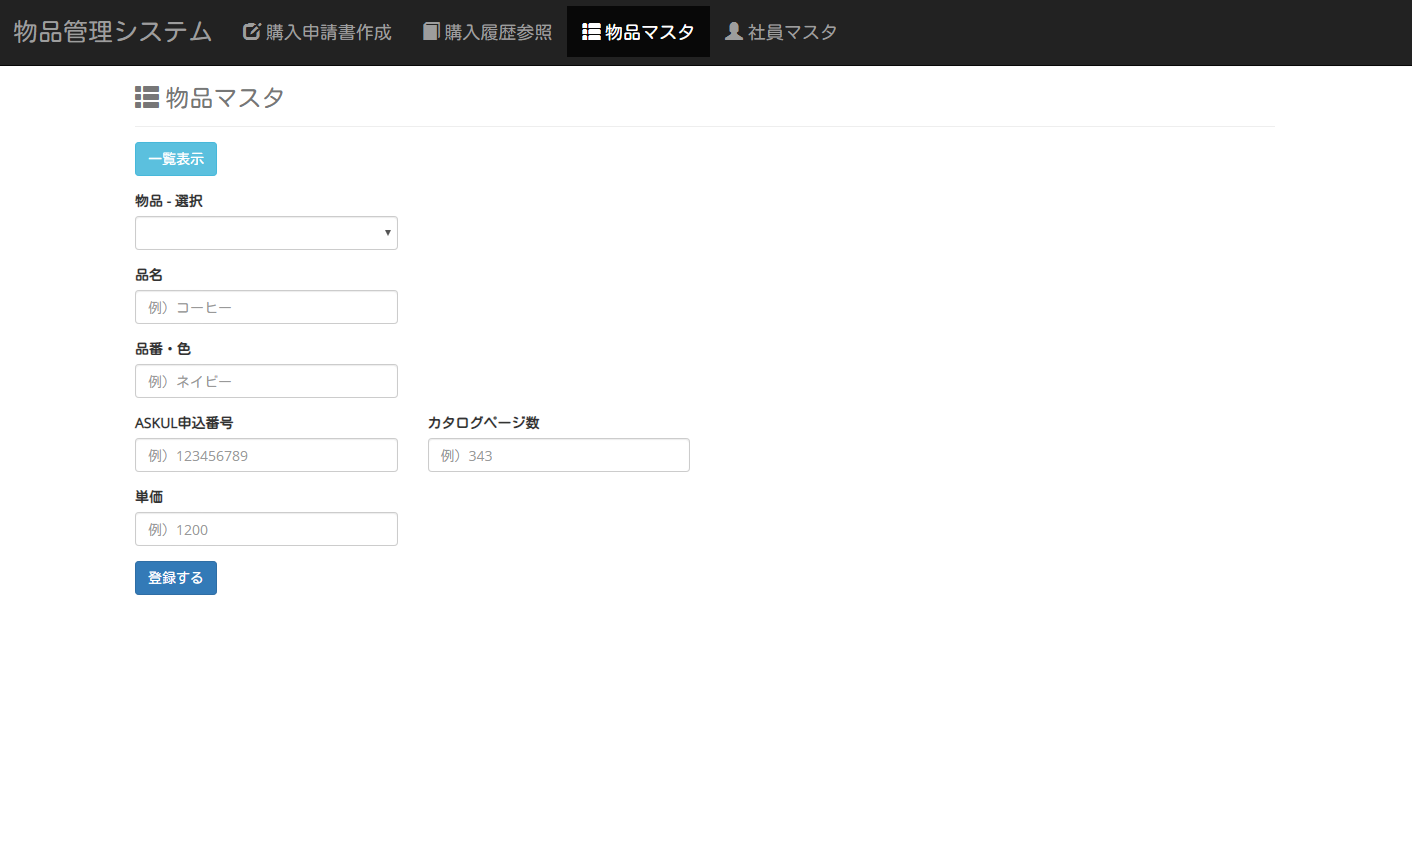 物品管理システム 購入申請書作成 購入履歴参照 物品マスタ 社員マスタ
物品マスタ
一覧表示
物品 - 選択
品名
例）コーヒー
品番・色
例）ネイビー
ASKUL申込番号 カタログページ数
例）123456789 例）343
単価
例）1200
登録する